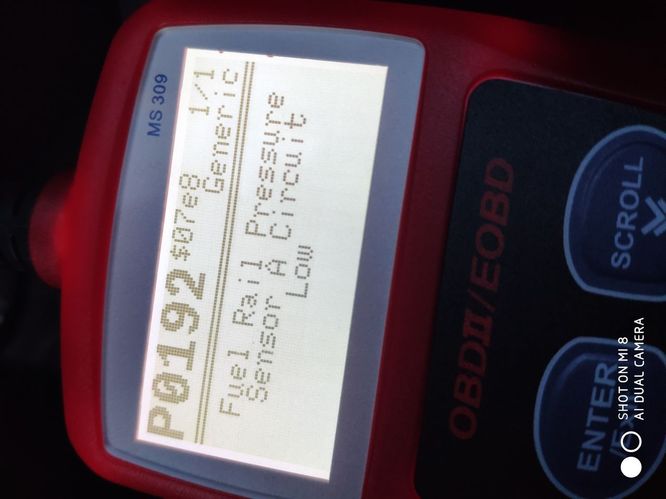 MS 309
P0192 $07e8 1/1
Generic
Fuel Rail Pressure
Sensor A Circuit
Low
OBDII/EOBD
SCROLL
ENTER
SHOT ON MI 8
AI DUAL CAMERA